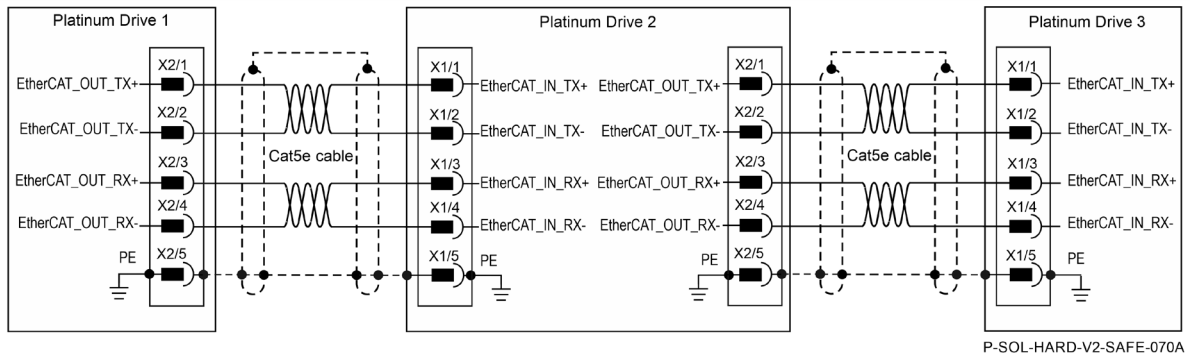 Platinum Drive 1
Platinum Drive 2
Platinum Drive 3
X2/1
EtherCAT_OUT_TX+
X2/2
EtherCAT_OUT_TX-
X2/3
EtherCAT_OUT_RX+
X2/4
EtherCAT_OUT_RX-
X2/5
PE
Cat5e cable
X1/1
EtherCAT_IN_TX+
X1/2
EtherCAT_IN_TX-
X1/3
EtherCAT_IN_RX+
X1/4
EtherCAT_IN_RX-
X1/5
PE
X2/1
EtherCAT_OUT_TX+
X2/2
EtherCAT_OUT_TX-
X2/3
EtherCAT_OUT_RX+
X2/4
EtherCAT_OUT_RX-
X2/5
PE
Cat5e cable
X1/1
EtherCAT_IN_TX+
X1/2
EtherCAT_IN_TX-
X1/3
EtherCAT_IN_RX+
X1/4
EtherCAT_IN_RX-
X1/5
PE
P-SOL-HARD-V2-SAFE-070A